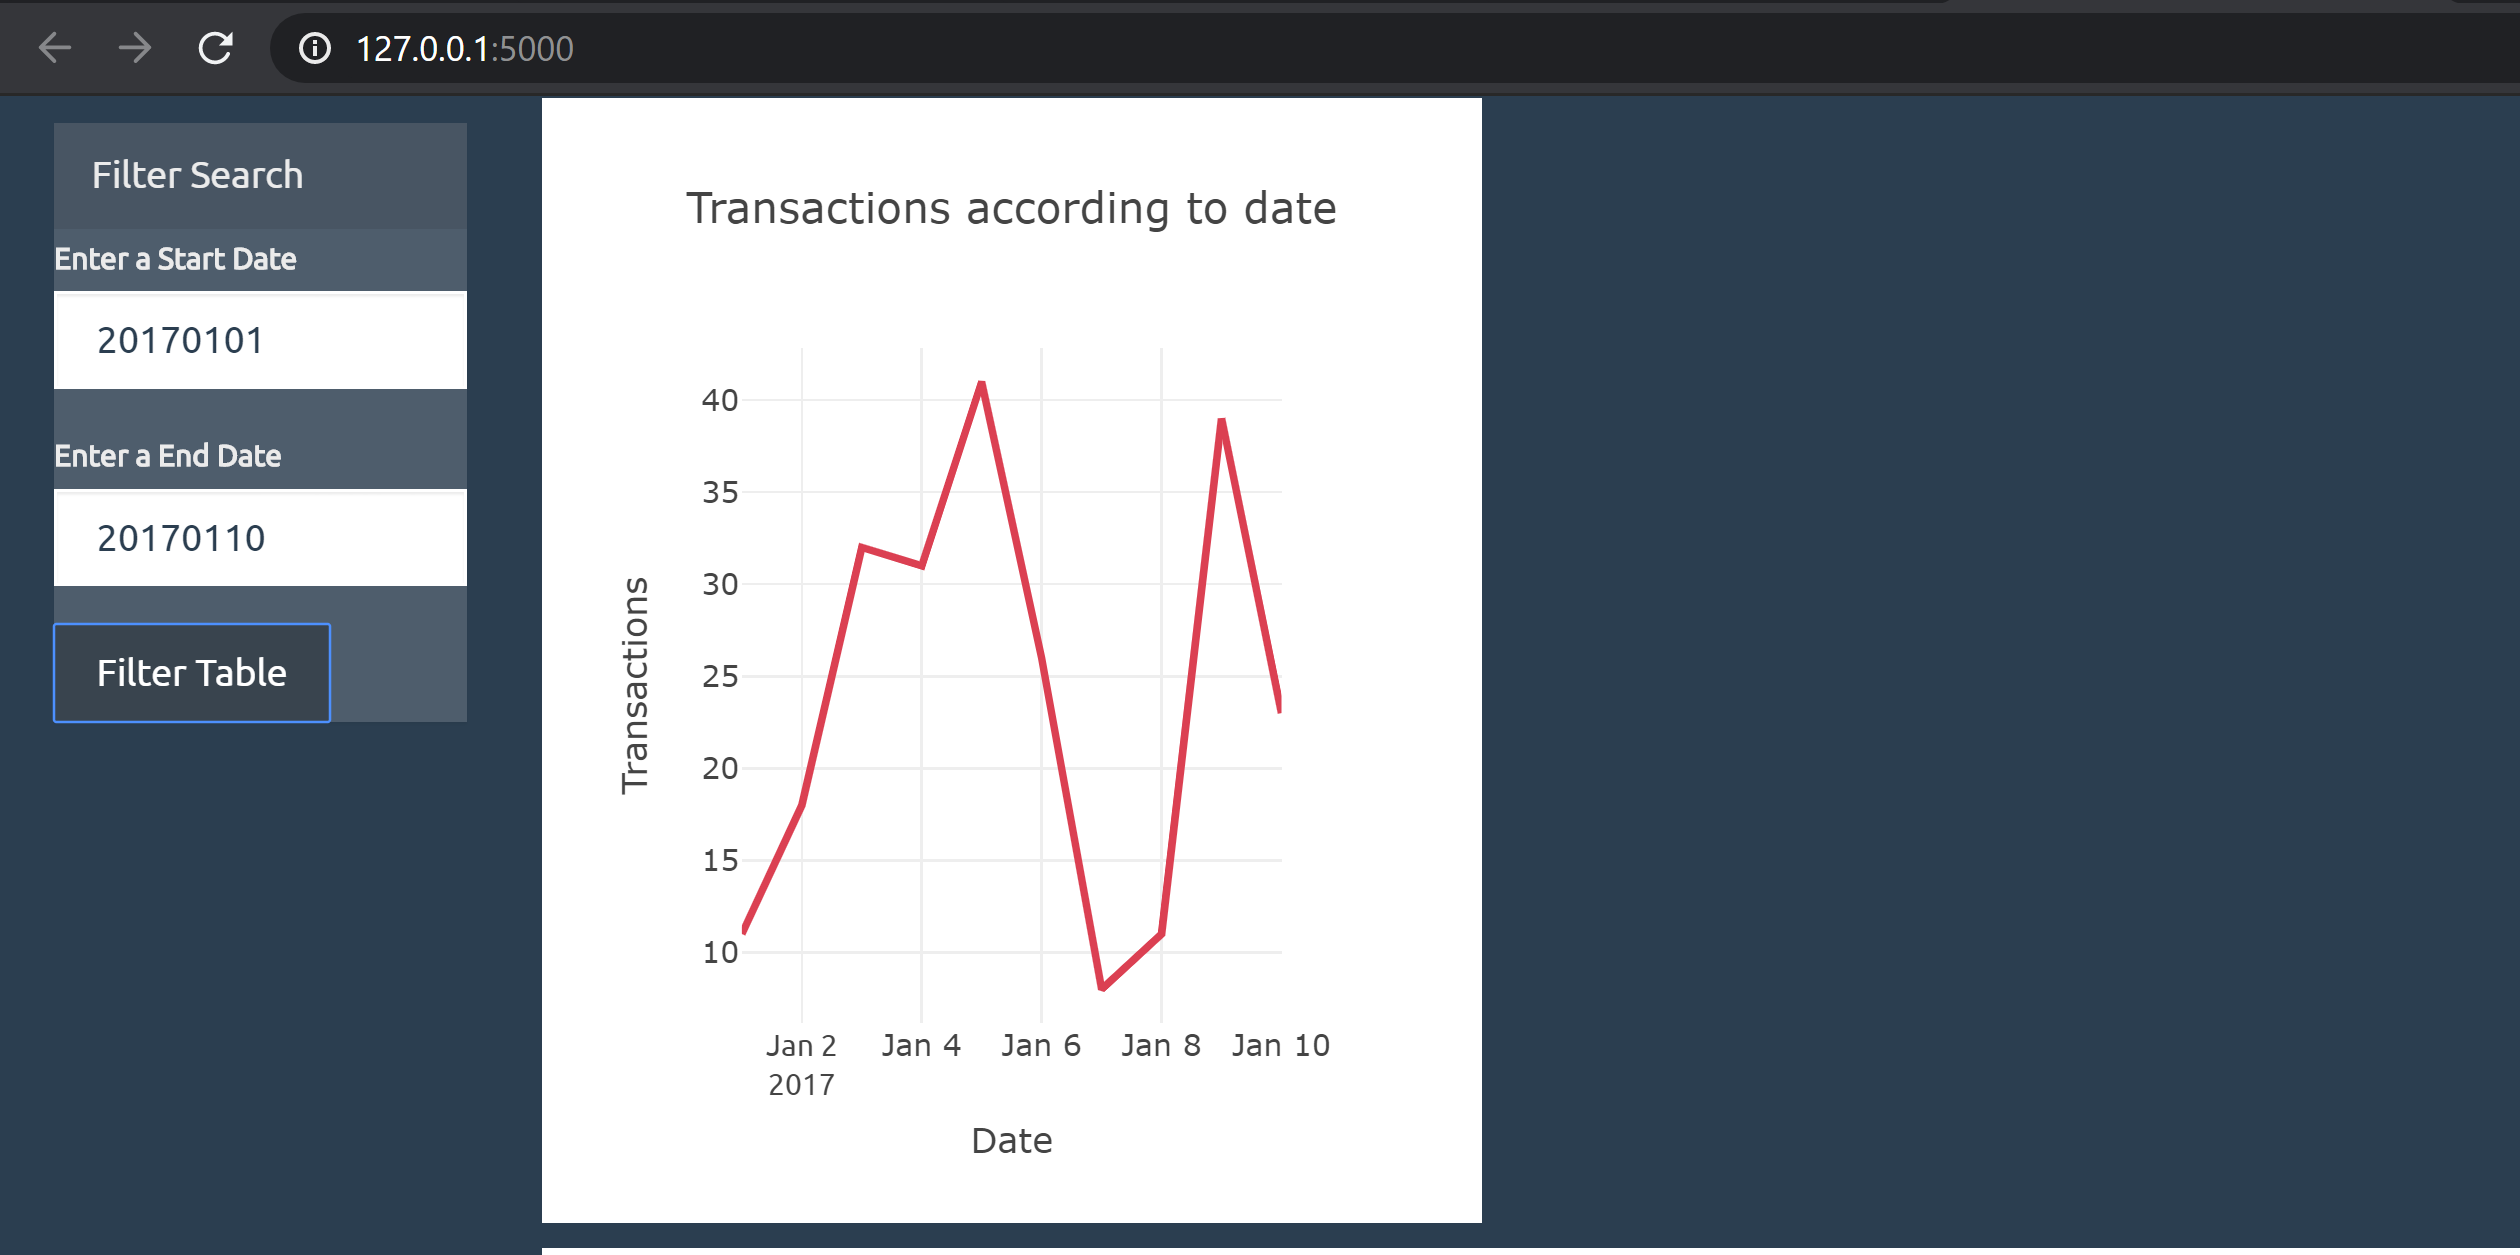 127.0.0.1:5000
Filter Search
Enter a Start Date
20170101
Enter a End Date
20170110
Filter Table
Transactions according to date
Transactions
40
35
30
25
20
15
10
Jan 2 Jan 4 Jan 6 Jan 8 Jan 10
2017
Date